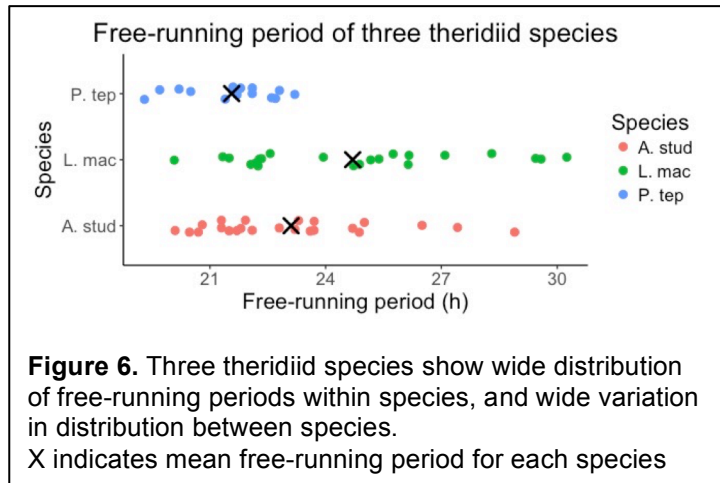 Free-running period of three theridiid species
P. tep
L. mac
A. stud
Species
21 24 27 30
Free-running period (h)
Species
A. stud
L. mac
P. tep
Figure 6. Three theridiid species show wide distribution
of free-running periods within species, and wide variation
in distribution between species.
X indicates mean free-running period for each species